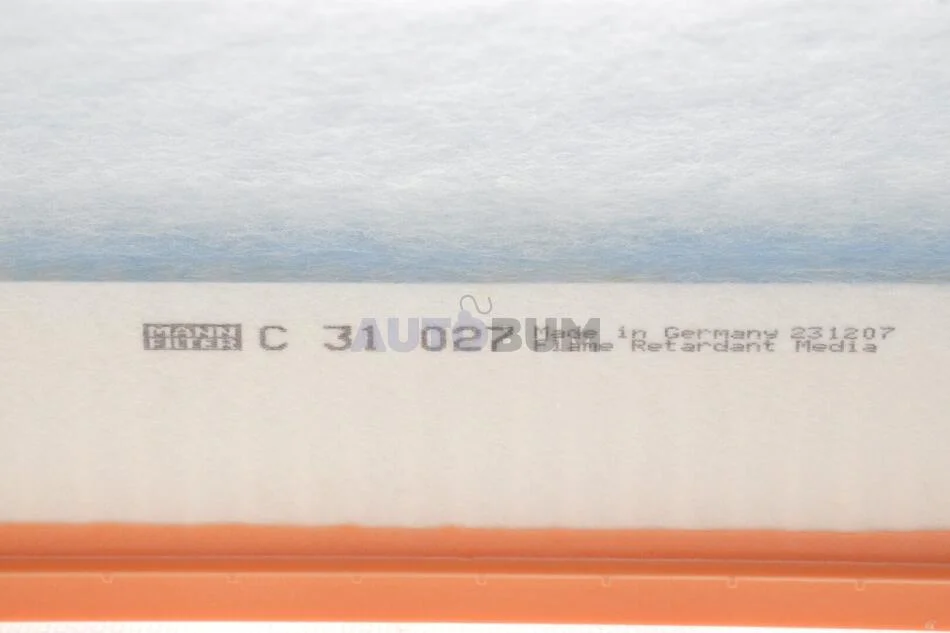 MANN FILTER C 31 027 Made in Germany 231207
Flame Retardant Media
AUTOBUM